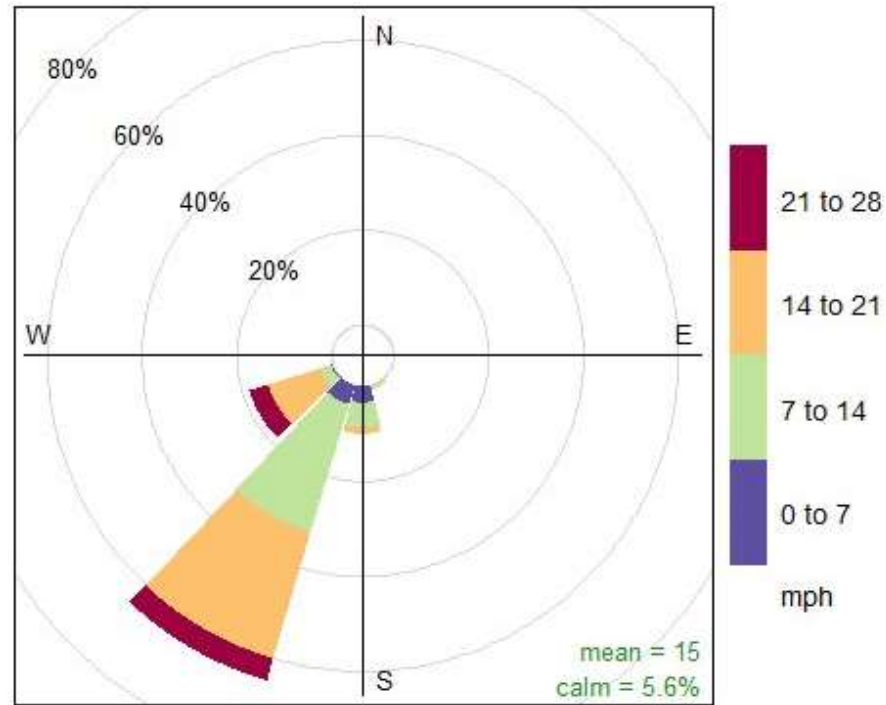 N
80%
60%
40%
20%
W
E
S
mean = 15
calm = 5.6%
21 to 28
14 to 21
7 to 14
0 to 7
mph